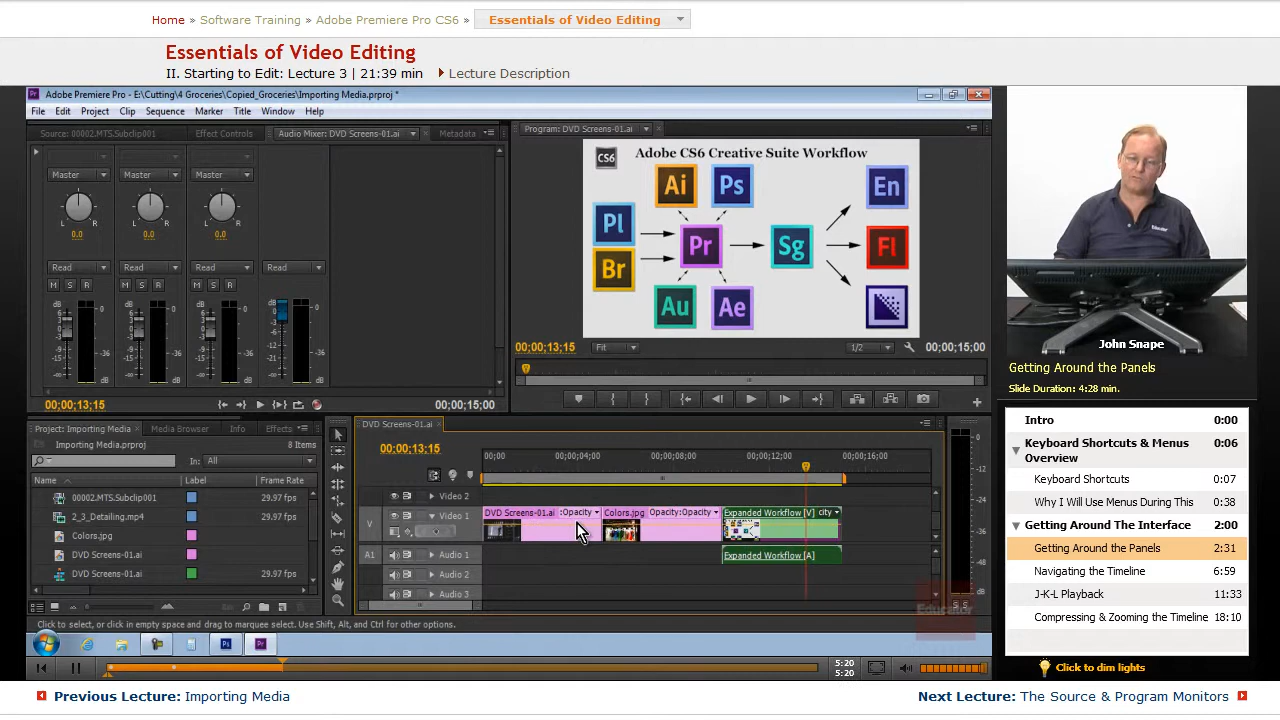 Home » Software Training » Adobe Premiere Pro CS6 » Essentials of Video Editing
Essentials of Video Editing
II. Starting to Edit: Lecture 3 | 21:39 min Lecture Description
Adobe Premiere Pro - E:\Cutting\4 Groceries\Copied_Groceries\Importing Media.prproj *
File Edit Project Clip Sequence Marker Title Window Help
Source: 00002.MTS.Subclip001 Effect Controls Audio Mixer: DVD Screens-01.ai Metadata
Master Master Master
L R L R L R
0.0 0.0 0.0
Read Read Read Read
M S R M S R M S R
00;00;13;15 00;00;15;00
Program: DVD Screens-01.ai
CS6 Adobe CS6 Creative Suite Workflow
Ai Ps En
Pl Pr Sg Fl
Br
Au Ae
00;00;13;15 Fit 1/2 00;00;15;00
John Snape
Getting Around the Panels
Slide Duration: 4:28 min.
Intro 0:00
Keyboard Shortcuts & Menus Overview 0:06
Keyboard Shortcuts 0:07
Why I Will Use Menus During This 0:38
Getting Around The Interface 2:00
Getting Around the Panels 2:31
Navigating the Timeline 6:59
J-K-L Playback 11:33
Compressing & Zooming the Timeline 18:10
Click to dim lights
Project: Importing Media Media Browser Info Effects
Importing Media.prproj 8 Items
In: All
Name Label Frame Rate
00002.MTS.Subclip001 29.97 fps
2_3_Detailing.mp4 29.97 fps
Colors.jpg
DVD Screens-01.ai
DVD Screens-01.ai 29.97 fps
DVD Screens-01.ai
00;00;13;15
00;00 00;00;04;00 00;00;08;00 00;00;12;00 00;00;16;00
Video 2
V Video 1
DVD Screens-01.ai :Opacity Colors.jpg Opacity:Opacity Expanded Workflow [V] city
A1 Audio 1 Expanded Workflow [A]
Audio 2
Audio 3
Educator
Click to select, or click in empty space and drag to marquee select. Use Shift, Alt, and Ctrl for other options.
5:20
5:20
Previous Lecture: Importing Media Next Lecture: The Source & Program Monitors